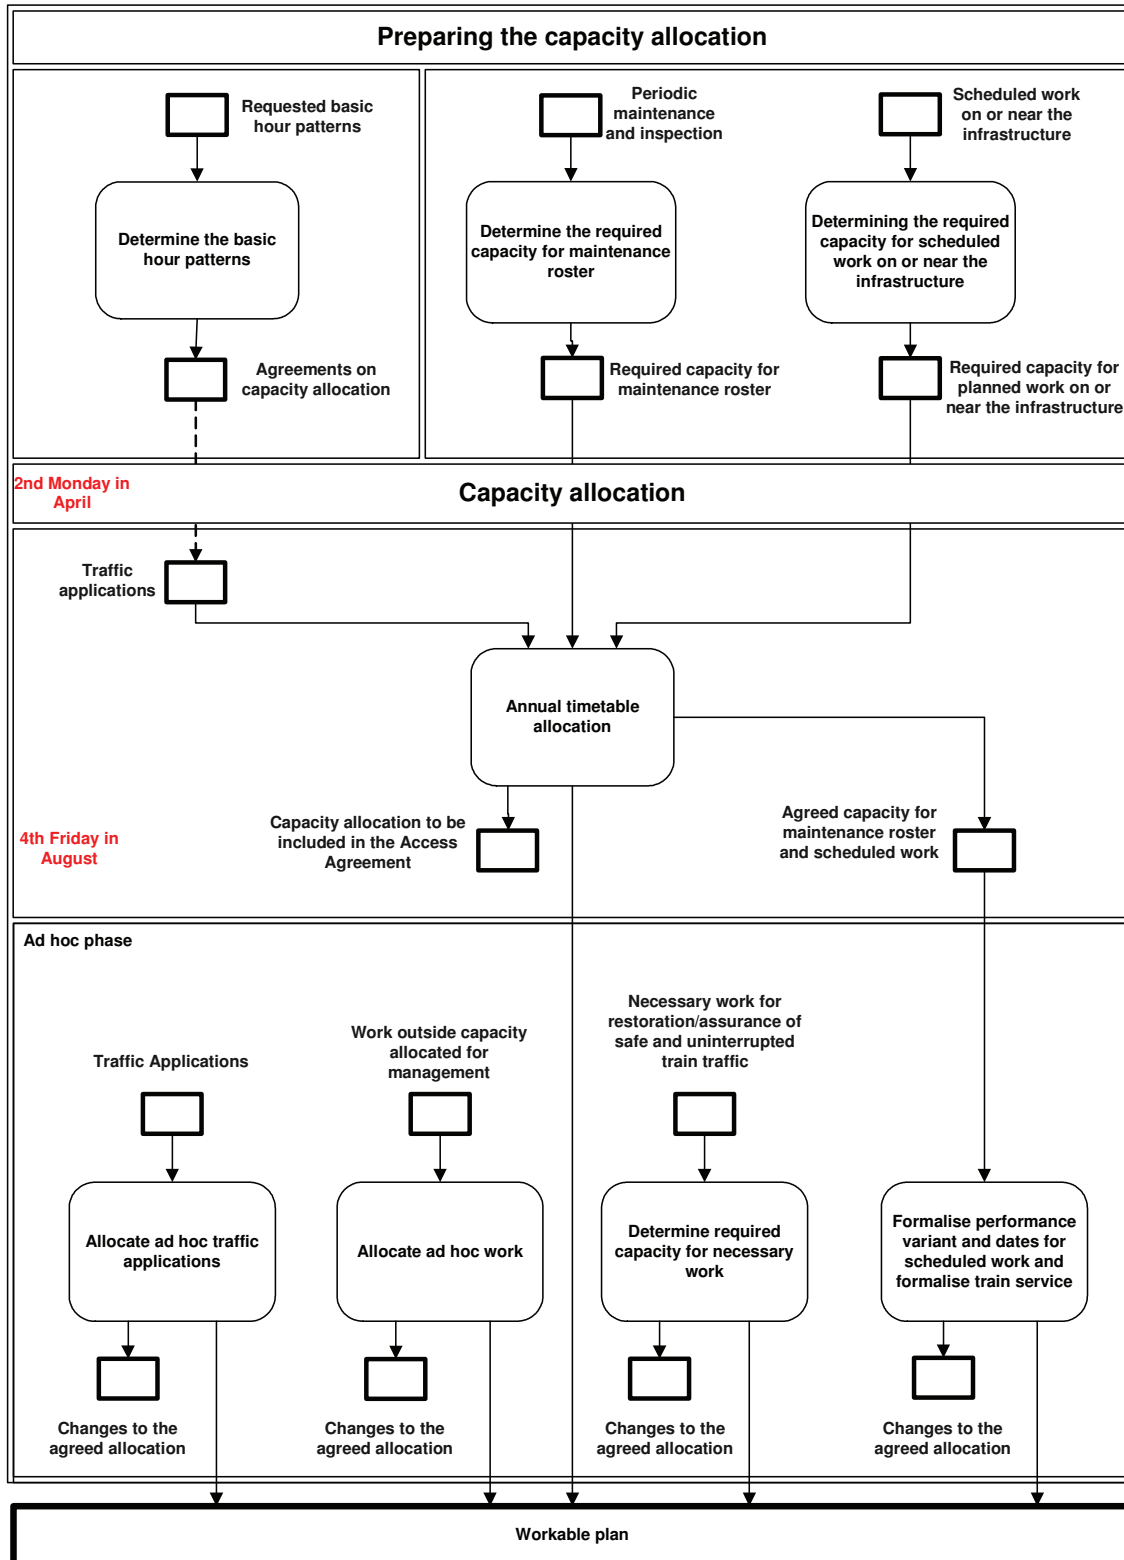 Preparing the capacity allocation
Requested basic
hour patterns
Periodic
maintenance
and inspection
Scheduled work
on or near the
infrastructure
Determine the basic
hour patterns
Determine the required
capacity for maintenance
roster
Determining the required
capacity for scheduled
work on or near the
infrastructure
Agreements on
capacity allocation
Required capacity for
maintenance roster
Required capacity for
planned work on or
near the infrastructure
2nd Monday in
April
Capacity allocation
Traffic
applications
Annual timetable
allocation
4th Friday in
August
Capacity allocation to be
included in the Access
Agreement
Agreed capacity for
maintenance roster
and scheduled work
Ad hoc phase
Traffic Applications
Work outside capacity
allocated for
management
Necessary work for
restoration/assurance of
safe and uninterrupted
train traffic
Allocate ad hoc traffic
applications
Allocate ad hoc work
Determine required
capacity for necessary
work
Formalise performance
variant and dates for
scheduled work and
formalise train service
Changes to the
agreed allocation
Changes to the
agreed allocation
Changes to the
agreed allocation
Changes to the
agreed allocation
Workable plan